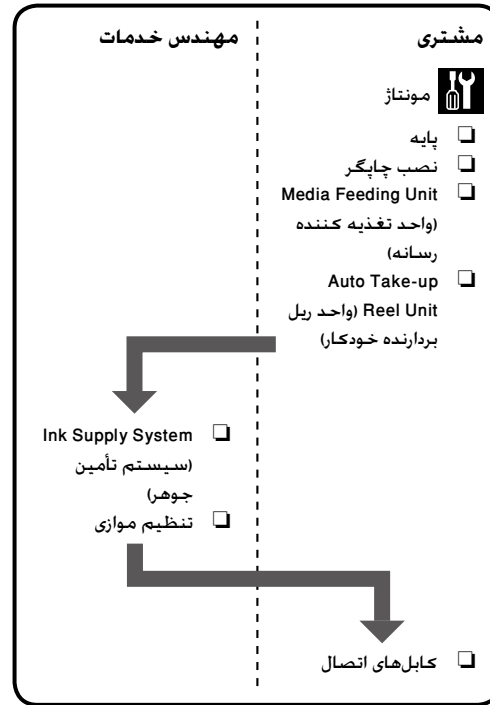 مشتری
مونتاژ
❏ پایه
❏ نصب چاپگر
❏ Media Feeding Unit
(واحد تغذیه کننده
رسانه)
❏ Auto Take-up
Reel Unit (واحد ریل
بردارنده خودکار)
مهندس خدمات
❏ Ink Supply System
(سیستم تأمین
جوهر)
❏ تنظیم موازی
❏ کابل‌های اتصال